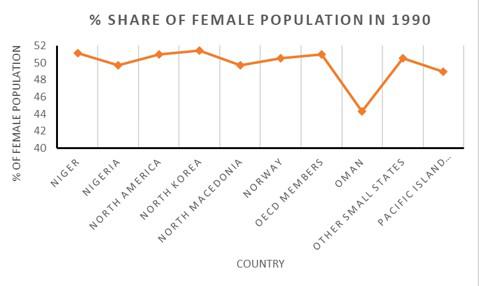 % SHARE OF FEMALE POPULATION IN 1990
% OF FEMALE POPULATION
52
50
48
46
44
42
40
NIGER
NIGERIA
NORTH AMERICA
NORTH KOREA
NORTH MACEDONIA
NORWAY
OECD MEMBERS
OMAN
OTHER SMALL STATES
PACIFIC ISLAND...
COUNTRY